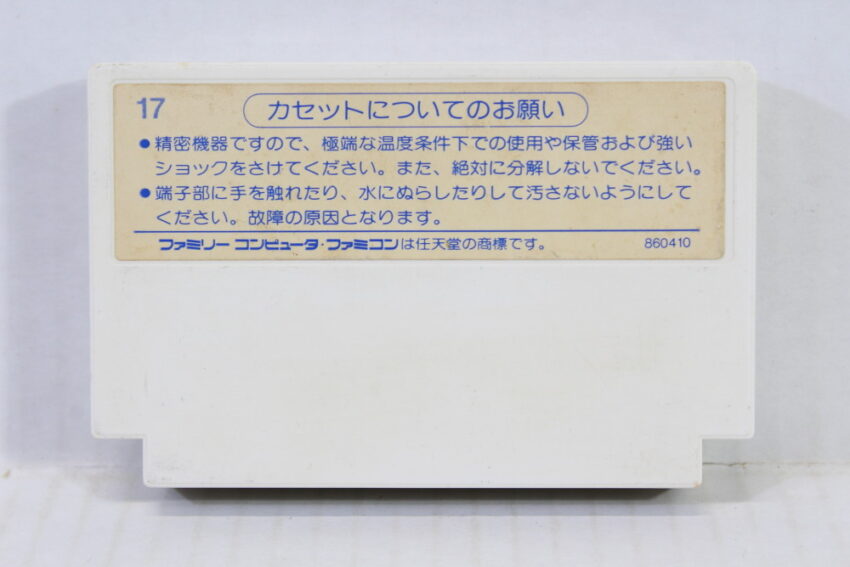 17
カセットについてのお願い
●精密機器ですので、極端な温度条件下での使用や保管および強い
ショックをさけてください。また、絶対に分解しないでください。
●端子部に手を触れたり、水にぬらしたりして汚さないようにして
ください。故障の原因となります。
ファミリー コンピュータ・ファミコンは任天堂の商標です。 860410